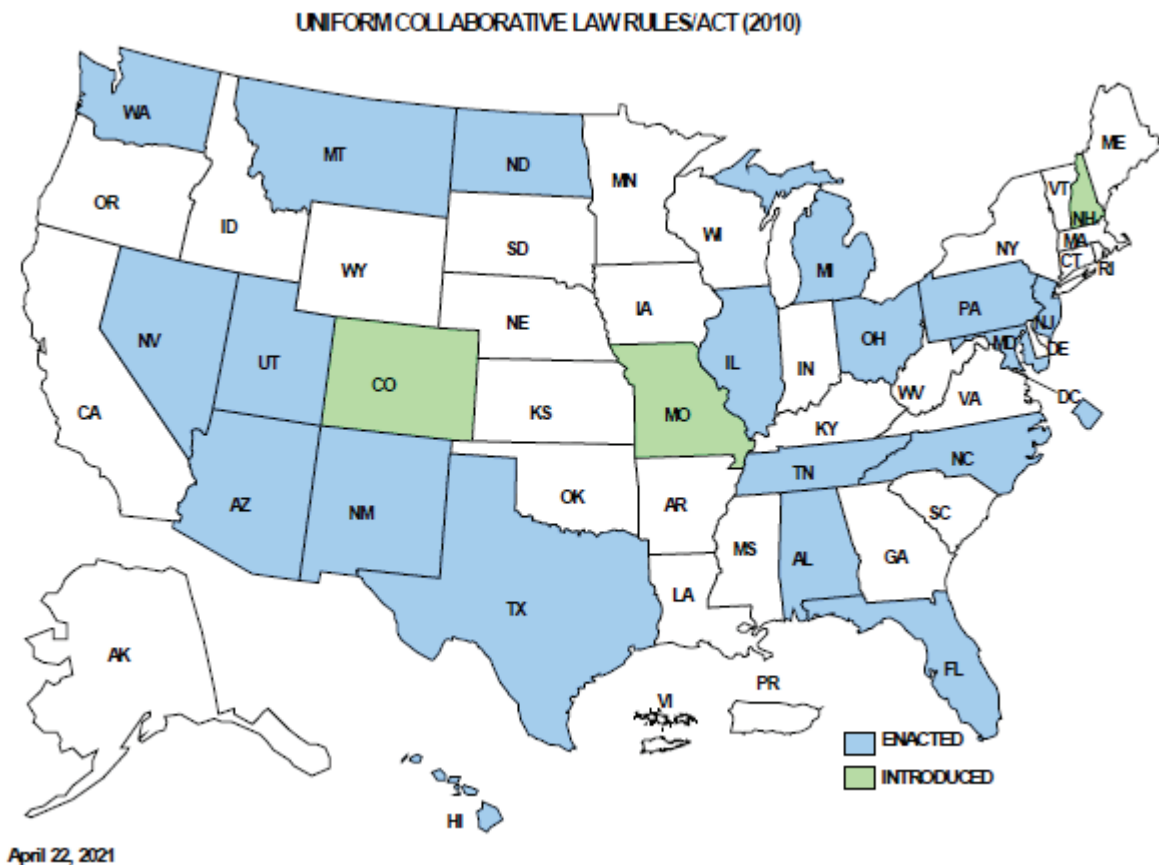 UNIFORM COLLABORATIVE LAW RULES/ACT (2010)
WA
MT
ND
MN
ME
VT
NH
OR
ID
SD
WI
NY
MA
WY
MI
CT
RI
IA
PA
NE
NJ
NV
OH
MD
DE
UT
IL
IN
CO
WV
VA
DC
CA
KS
MO
KY
NC
TN
AZ
NM
OK
AR
SC
MS
AL
GA
LA
TX
AK
FL
PR
VI
ENACTED
INTRODUCED
HI
April 22, 2021